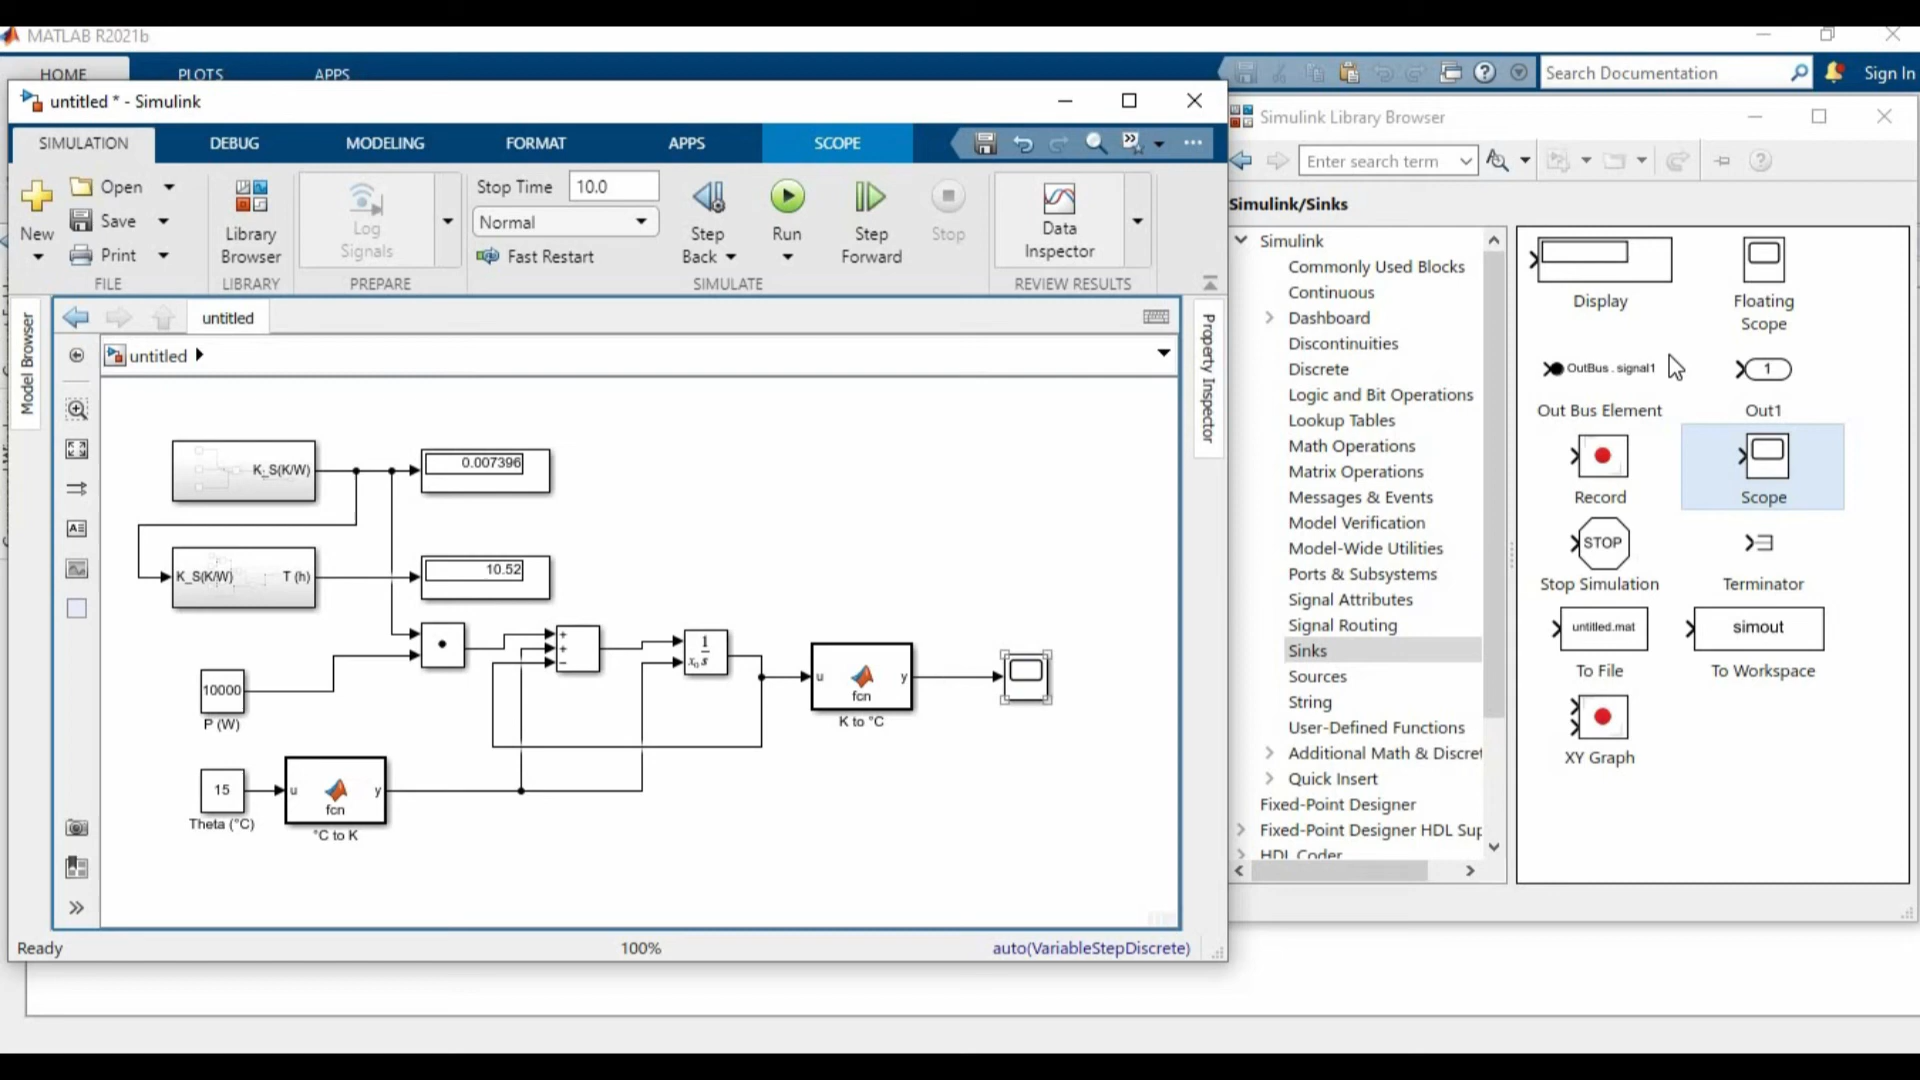 MATLAB R2021b
HOME
PLOTS
APPS
Search Documentation
Sign In
untitled * - Simulink
SIMULATION
DEBUG
MODELING
FORMAT
APPS
SCOPE
New
Open
Save
Print
FILE
Library
Browser
LIBRARY
Log
Signals
PREPARE
Stop Time
10.0
Normal
Fast Restart
Step
Back
Run
Step
Forward
Stop
SIMULATE
Data
Inspector
REVIEW RESULTS
Model Browser
untitled
untitled
Property Inspector
K_S(K/W)
0.007396
K_S(K/W)
T (h)
10.52
10000
P (W)
+
+
−
1
s
x₀
u
fcn
y
K to °C
15
Theta (°C)
u
fcn
y
°C to K
Ready
100%
auto(VariableStepDiscrete)
Simulink Library Browser
Enter search term
Simulink/Sinks
Simulink
Commonly Used Blocks
Continuous
Dashboard
Discontinuities
Discrete
Logic and Bit Operations
Lookup Tables
Math Operations
Matrix Operations
Messages & Events
Model Verification
Model-Wide Utilities
Ports & Subsystems
Signal Attributes
Signal Routing
Sinks
Sources
String
User-Defined Functions
Additional Math & Discret
Quick Insert
Fixed-Point Designer
Fixed-Point Designer HDL Sup
HDL Coder
Display
Floating
Scope
OutBus . signal1
Out Bus Element
1
Out1
Record
Scope
STOP
Stop Simulation
Terminator
untitled.mat
To File
simout
To Workspace
XY Graph